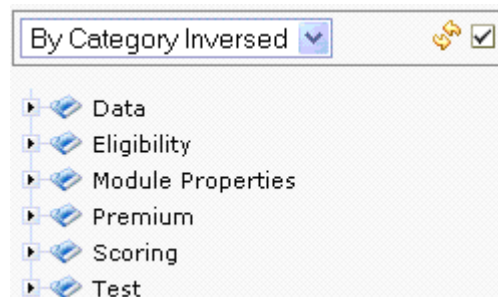 By Category Inversed
Data
Eligibility
Module Properties
Premium
Scoring
Test